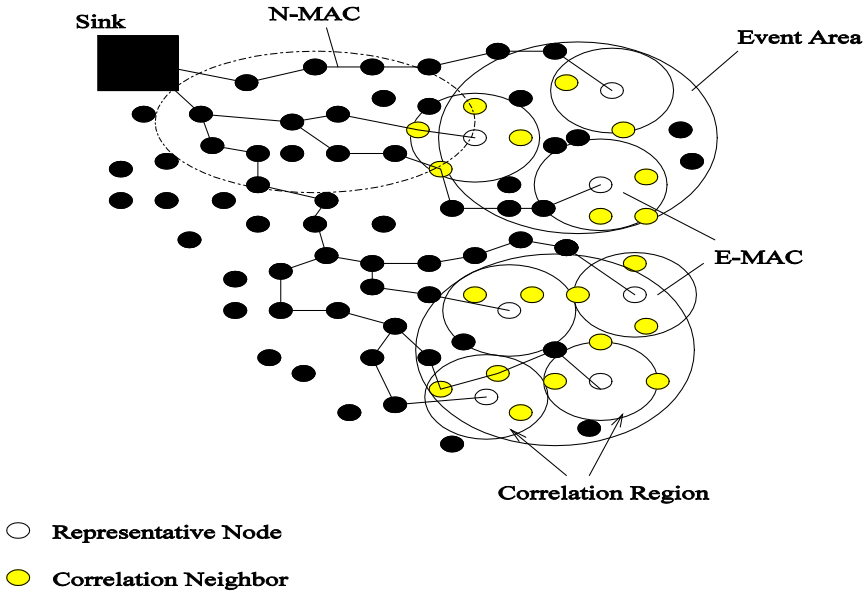 N-MAC
Sink
Event Area
E-MAC
Correlation Region
Representative Node
Correlation Neighbor